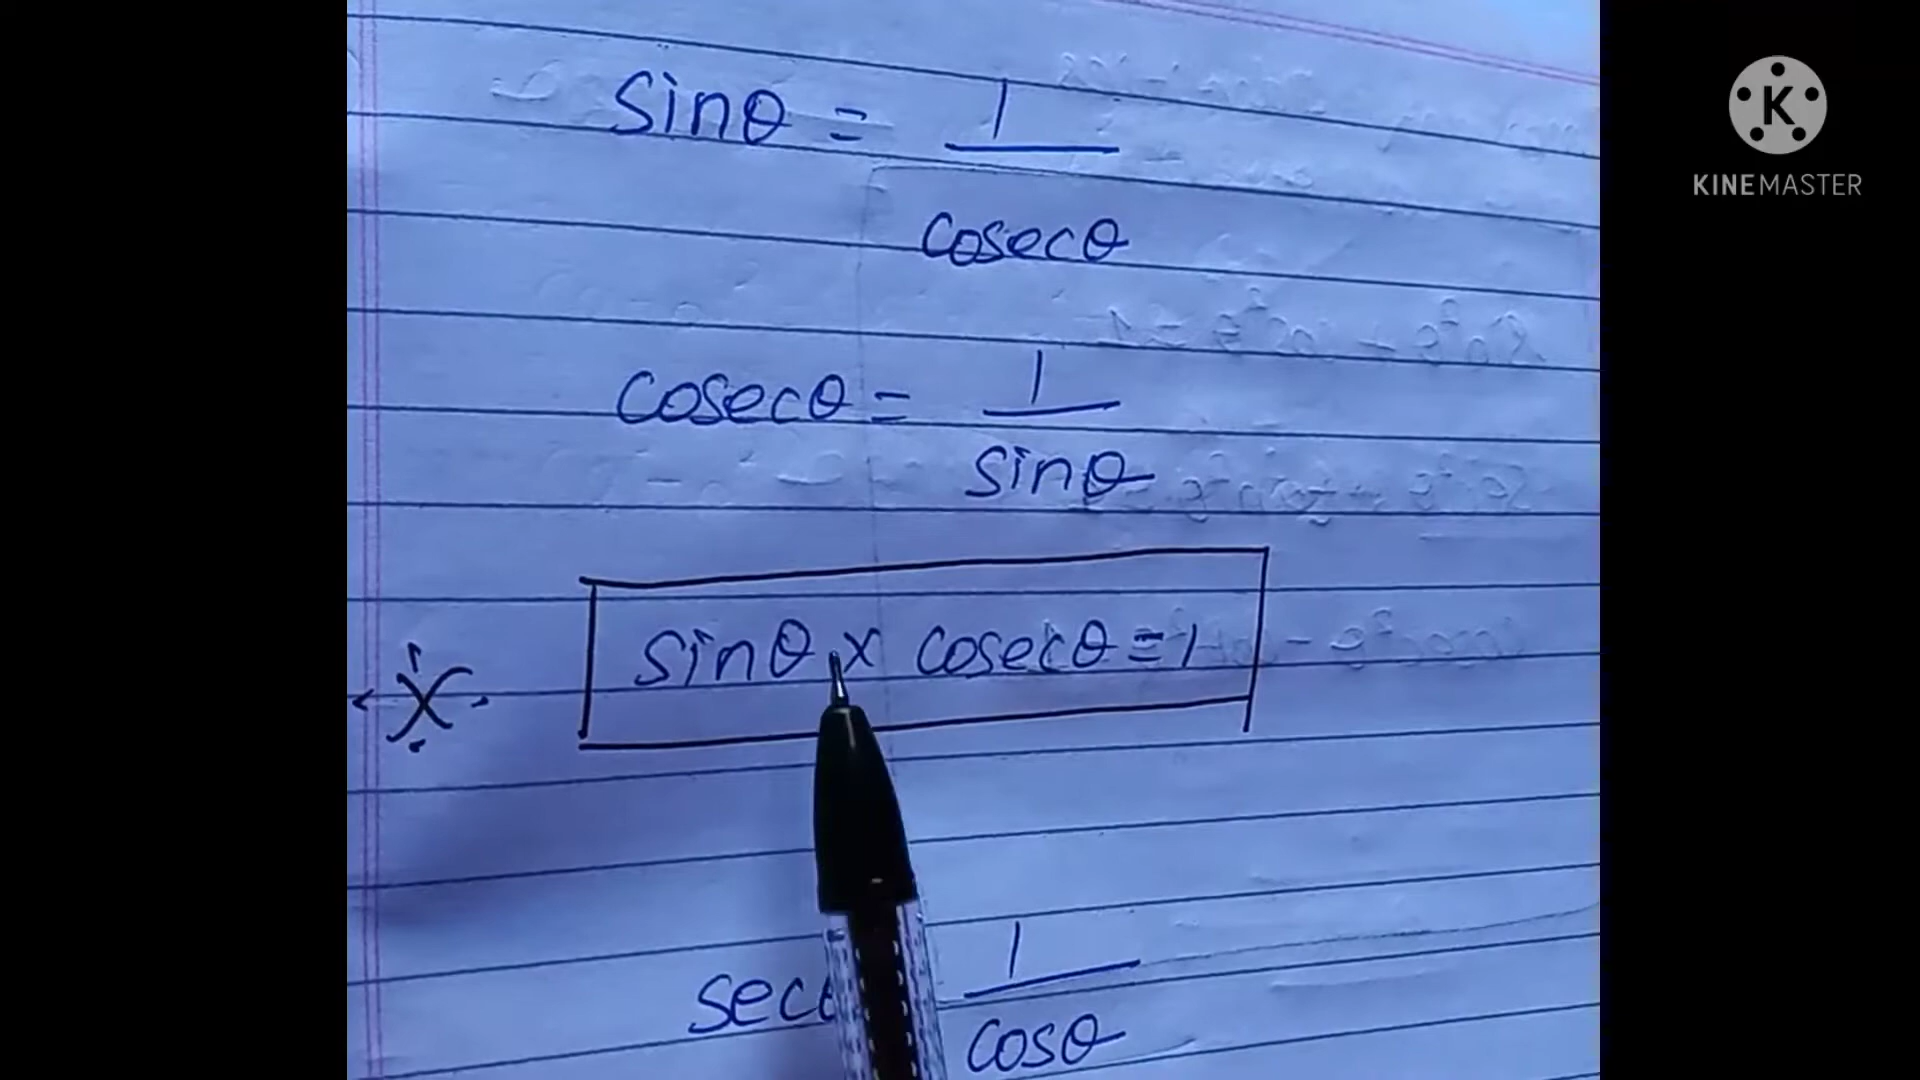 sinθ = 1
cosecθ
cosecθ = 1
sinθ
sinθ x cosecθ = 1
1
cosθ
K
KINEMASTER